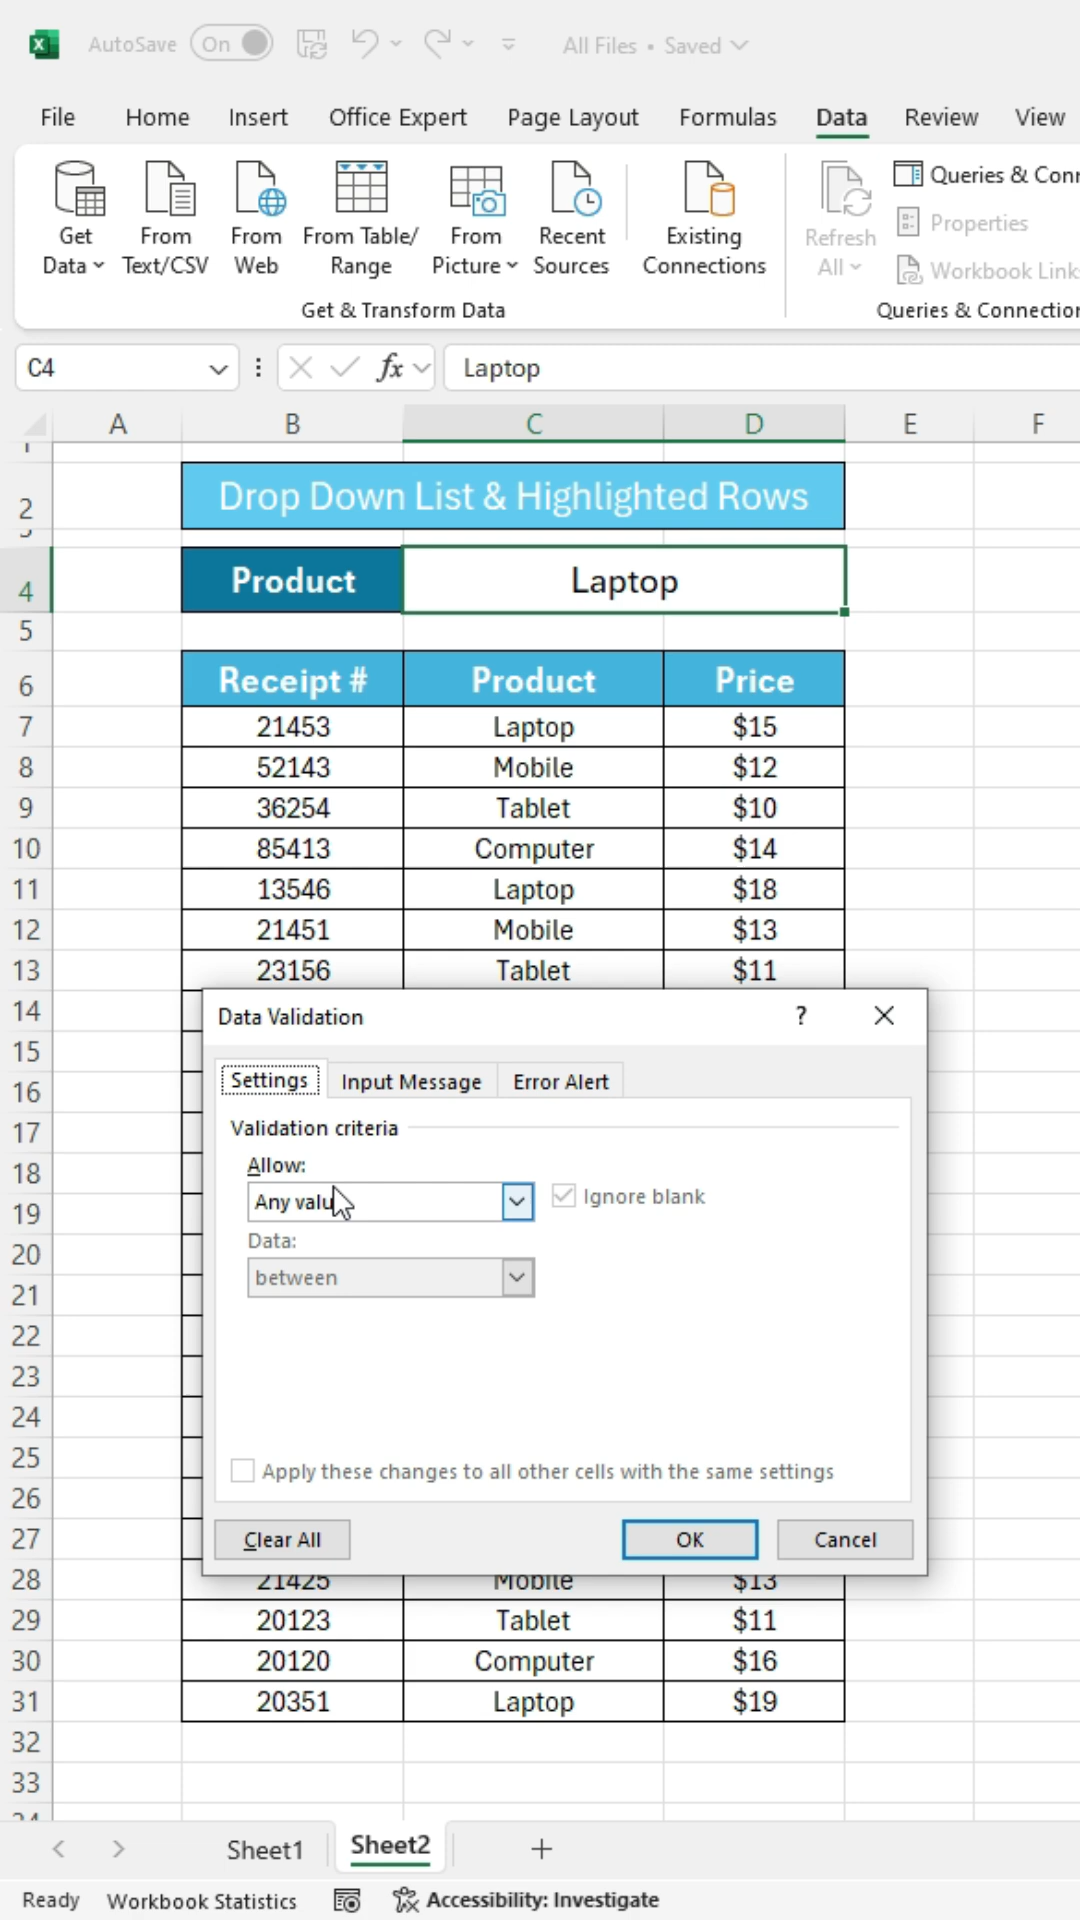 AutoSave On All Files • Saved
File Home Insert Office Expert Page Layout Formulas Data Review View
Get Data From Text/CSV From Web From Table/ Range From Picture Recent Sources Existing Connections Refresh All
Queries & Conn
Properties
Workbook Links
Get & Transform Data Queries & Connection
C4 fx Laptop
A B C D E F
1
2 Drop Down List & Highlighted Rows
3
4 Product Laptop
5
6 Receipt # Product Price
7 21453 Laptop $15
8 52143 Mobile $12
9 36254 Tablet $10
10 85413 Computer $14
11 13546 Laptop $18
12 21451 Mobile $13
13 23156 Tablet $11
14 Data Validation ?
15
16 Settings Input Message Error Alert
17 Validation criteria
18 Allow:
19 Any valu Ignore blank
20 Data:
21 between
22
23
24
25 Apply these changes to all other cells with the same settings
26
27 Clear All OK Cancel
28 21425 Mobile $13
29 20123 Tablet $11
30 20120 Computer $16
31 20351 Laptop $19
32
33
34
Sheet1 Sheet2
Ready Workbook Statistics Accessibility: Investigate